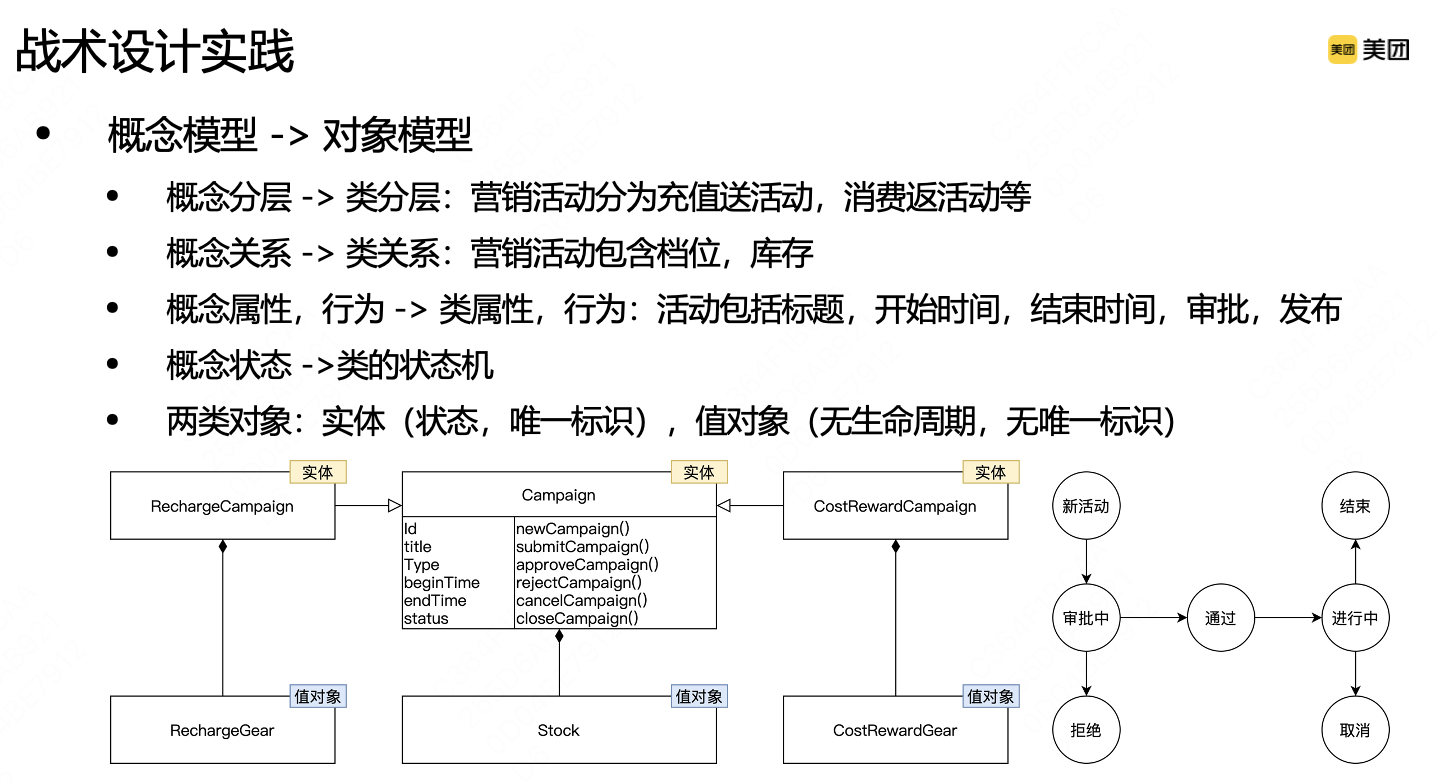 战术设计实践
美团 美团
概念模型 -> 对象模型
概念分层 -> 类分层：营销活动分为充值送活动，消费返活动等
概念关系 -> 类关系：营销活动包含档位，库存
概念属性，行为 -> 类属性，行为：活动包括标题，开始时间，结束时间，审批，发布
概念状态 ->类的状态机
两类对象：实体（状态，唯一标识），值对象（无生命周期，无唯一标识）
实体
RechargeCampaign
实体
Campaign
Id
title
Type
beginTime
endTime
status
newCampaign()
submitCampaign()
approveCampaign()
rejectCampaign()
cancelCampaign()
closeCampaign()
实体
CostRewardCampaign
值对象
RechargeGear
值对象
Stock
值对象
CostRewardGear
新活动
结束
审批中
通过
进行中
拒绝
取消